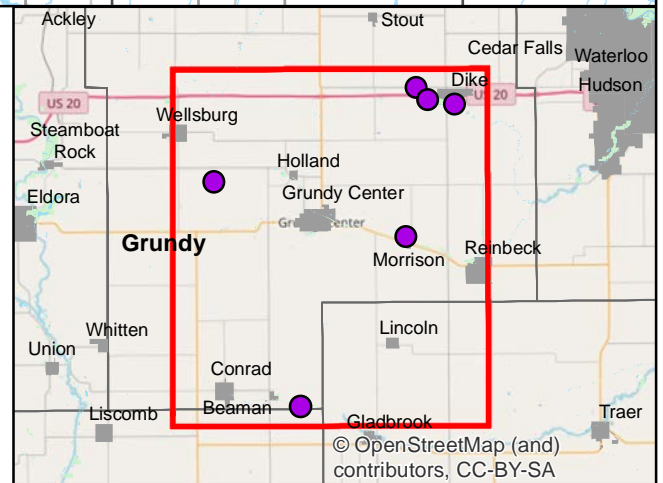 Ackley
Stout
Cedar Falls
Waterloo
Dike
Hudson
US 20
US 20
Wellsburg
Steamboat
Rock
Holland
Eldora
Grundy Center
Grundy Center
Grundy
Morrison
Reinbeck
Whitten
Lincoln
Union
Conrad
Beaman
Liscomb
Gladbrook
Traer
© OpenStreetMap (and)
contributors, CC-BY-SA